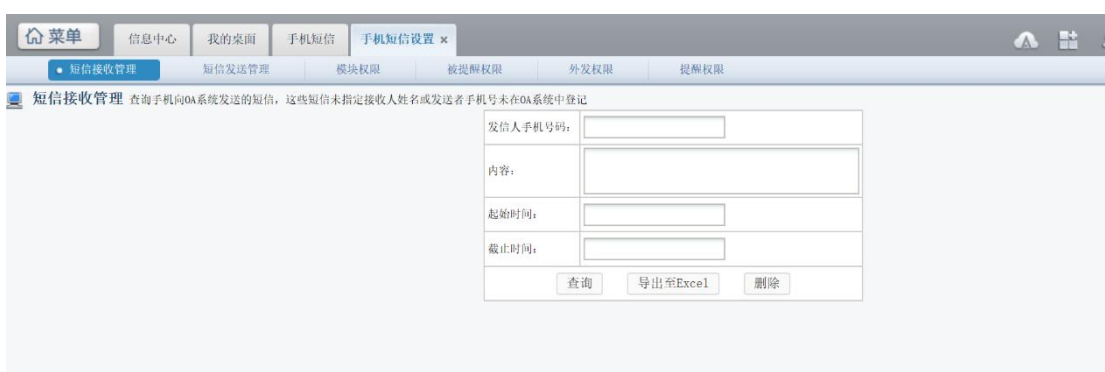 菜单 信息中心 我的桌面 手机短信 手机短信设置 ×
短信接收管理 短信发送管理 模块权限 被提醒权限 外发权限 提醒权限
短信接收管理 查询手机向OA系统发送的短信，这些短信未指定接收人姓名或发送者手机号未在OA系统中登记
发信人手机号码：
内容：
起始时间：
截止时间：
查询 导出至Excel 删除